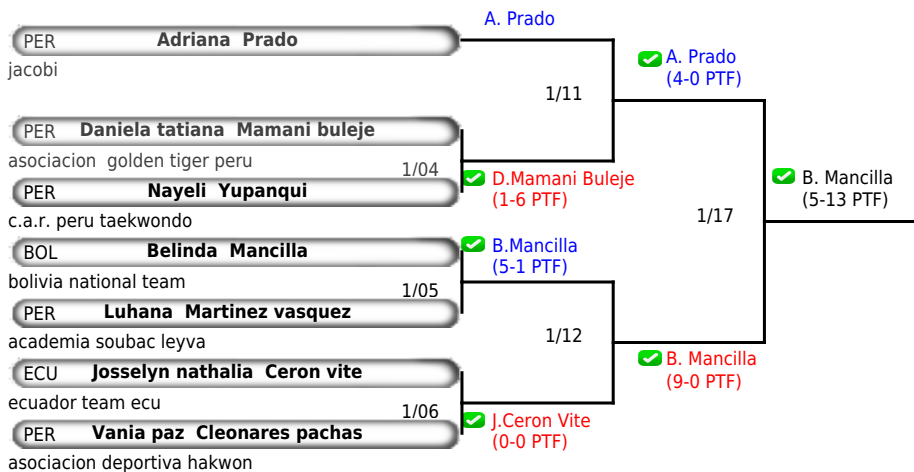 A. Prado
PER Adriana Prado
jacobi
A. Prado
(4-0 PTF)
1/11
PER Daniela tatiana Mamani buleje
asociacion golden tiger peru
1/04
D.Mamani Buleje
(1-6 PTF)
PER Nayeli Yupanqui
c.a.r. peru taekwondo
B. Mancilla
(5-13 PTF)
1/17
BOL Belinda Mancilla
bolivia national team
B.Mancilla
(5-1 PTF)
1/05
PER Luhana Martinez vasquez
academia soubac leyva
1/12
ECU Josselyn nathalia Ceron vite
ecuador team ecu
B. Mancilla
(9-0 PTF)
1/06
J.Ceron Vite
(0-0 PTF)
PER Vania paz Cleonares pachas
asociacion deportiva hakwon